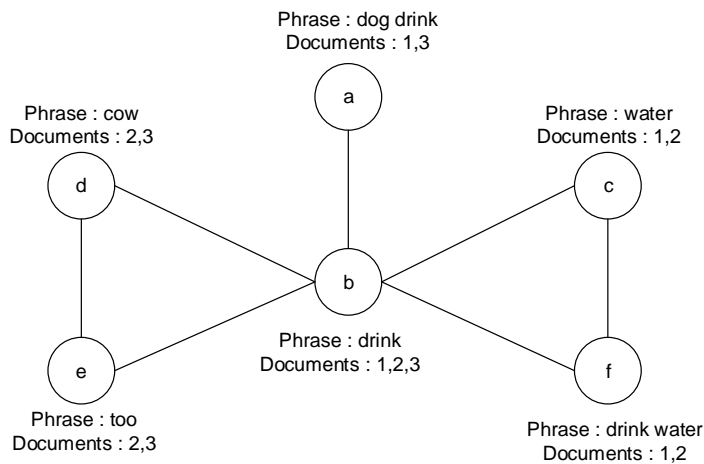 Phrase : dog drink
Documents : 1,3
a
Phrase : cow
Documents : 2,3
d
Phrase : water
Documents : 1,2
c
b
Phrase : drink
Documents : 1,2,3
e
Phrase : too
Documents : 2,3
f
Phrase : drink water
Documents : 1,2